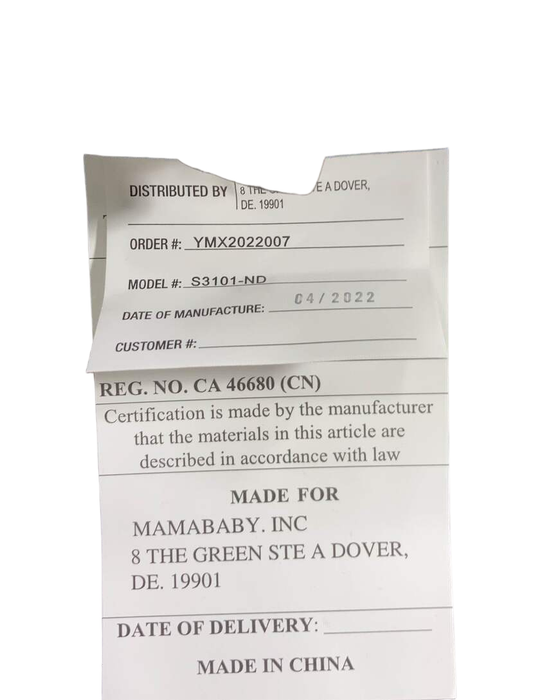 DISTRIBUTED BY 8 THE E A DOVER,
DE. 19901
ORDER #: YMX2022007
MODEL #: S3101-ND
DATE OF MANUFACTURE: 04/2022
CUSTOMER #:
REG. NO. CA 46680 (CN)
Certification is made by the manufacturer
that the materials in this article are
described in accordance with law
MADE FOR
MAMABABY. INC
8 THE GREEN STE A DOVER,
DE. 19901
DATE OF DELIVERY:
MADE IN CHINA